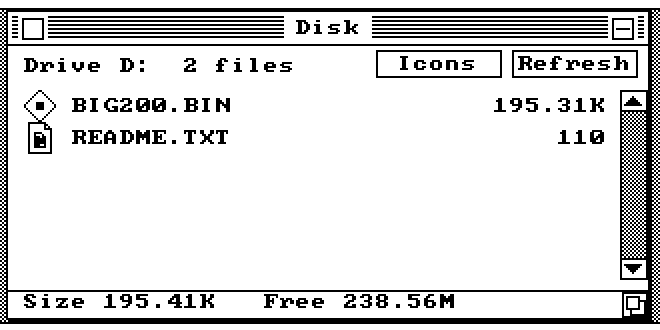 Disk
Drive D:  2 files  Icons  Refresh
BIG200.BIN  195.31K
README.TXT  110
Size 195.41K  Free 238.56M